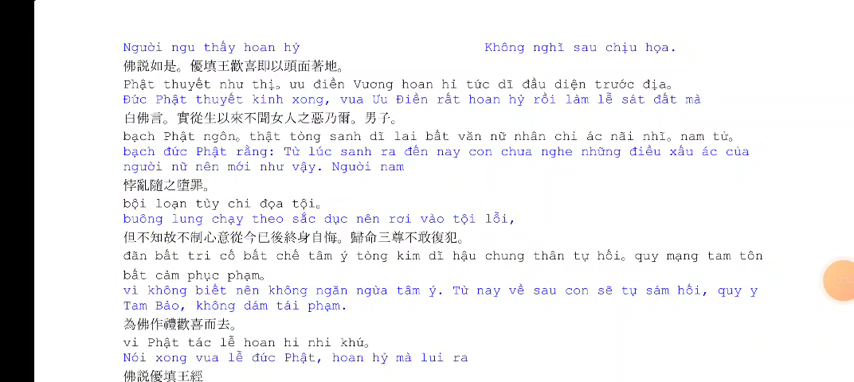 Người ngu thấy hoan hỷ Không nghĩ sau chịu họa.
佛説如是。優填王歡喜即以頭面著地。
Phật thuyết như thị。ưu điền Vương hoan hỉ tức dĩ đầu diện trước địa。
Đức Phật thuyết kinh xong, vua Ưu Điền rất hoan hỷ rồi làm lễ sát đất mà
白佛言。實從生以來不聞女人之惡乃爾。男子。
bạch Phật ngôn。thật tòng sanh dĩ lai bất văn nữ nhân chi ác nãi nhĩ。nam tử。
bạch đức Phật rằng: Từ lúc sanh ra đến nay con chưa nghe những điều xấu ác của
người nữ nên mới như vậy. Người nam
悖亂隨之墮罪。
bội loạn tùy chi đọa tội。
buông lung chạy theo sắc dục nên rơi vào tội lỗi,
但不知故不制心意從今已後終身自悔。歸命三尊不敢復犯。
đãn bất tri cố bất chế tâm ý tòng kim dĩ hậu chung thân tự hối。quy mạng tam tôn
bất cảm phục phạm。
vì không biết nên không ngăn ngừa tâm ý. Từ nay về sau con sẽ tự sám hối, quy y
Tam Bảo, không dám tái phạm.
為佛作禮歡喜而去。
vi Phật tác lễ hoan hỉ nhi khứ。
Nói xong vua lễ đức Phật, hoan hỷ mà lui ra
佛説優填王經